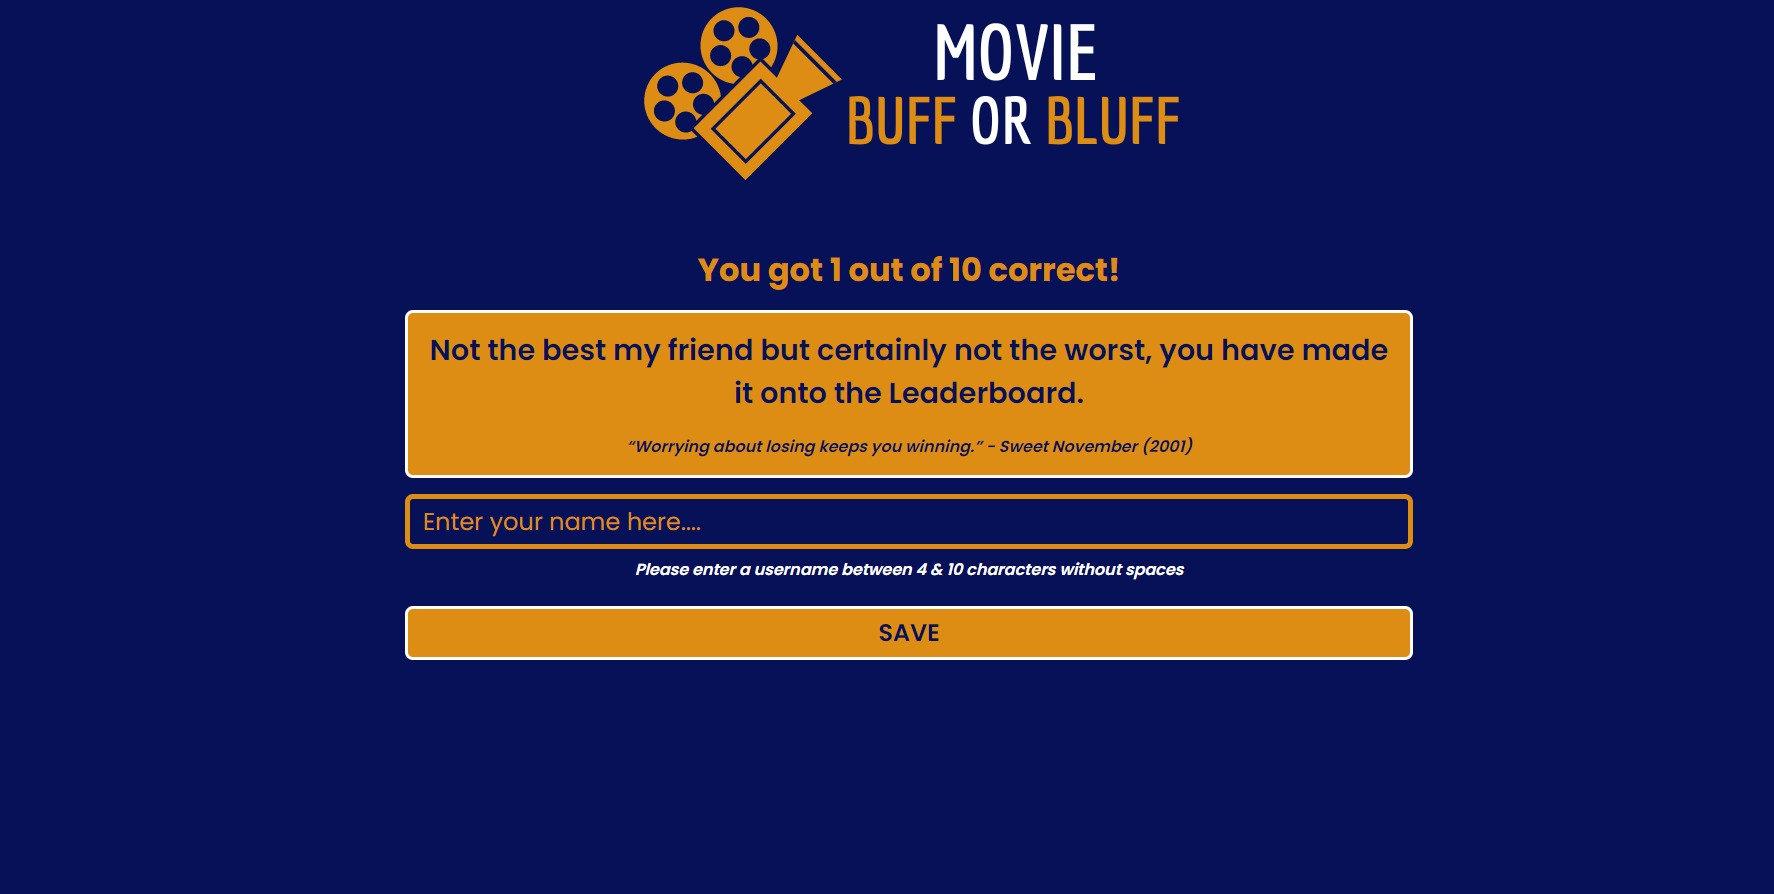 MOVIE
BUFF OR BLUFF
You got 1 out of 10 correct!
Not the best my friend but certainly not the worst, you have made
it onto the Leaderboard.
“Worrying about losing keeps you winning.” - Sweet November (2001)
Enter your name here....
Please enter a username between 4 & 10 characters without spaces
SAVE